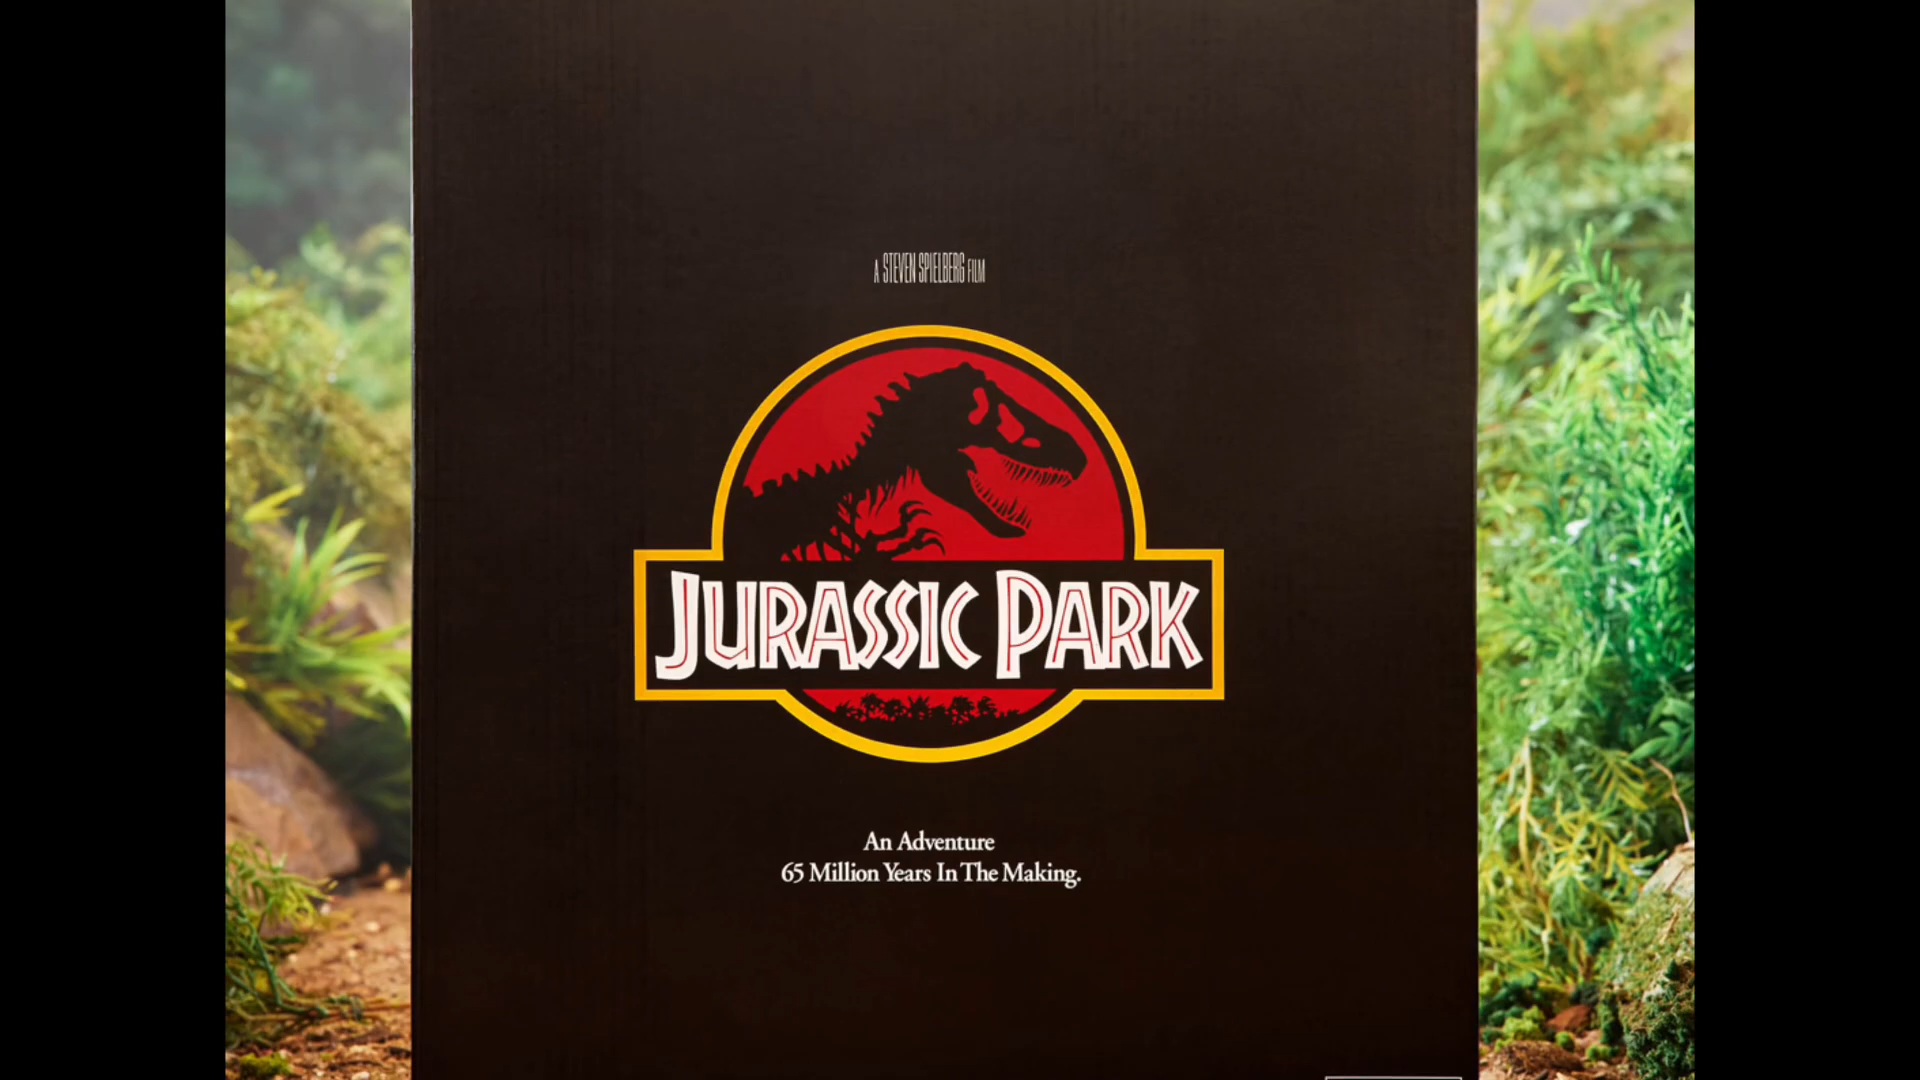 A STEVEN SPIELBERG FILM
JURASSIC PARK
An Adventure
65 Million Years In The Making.